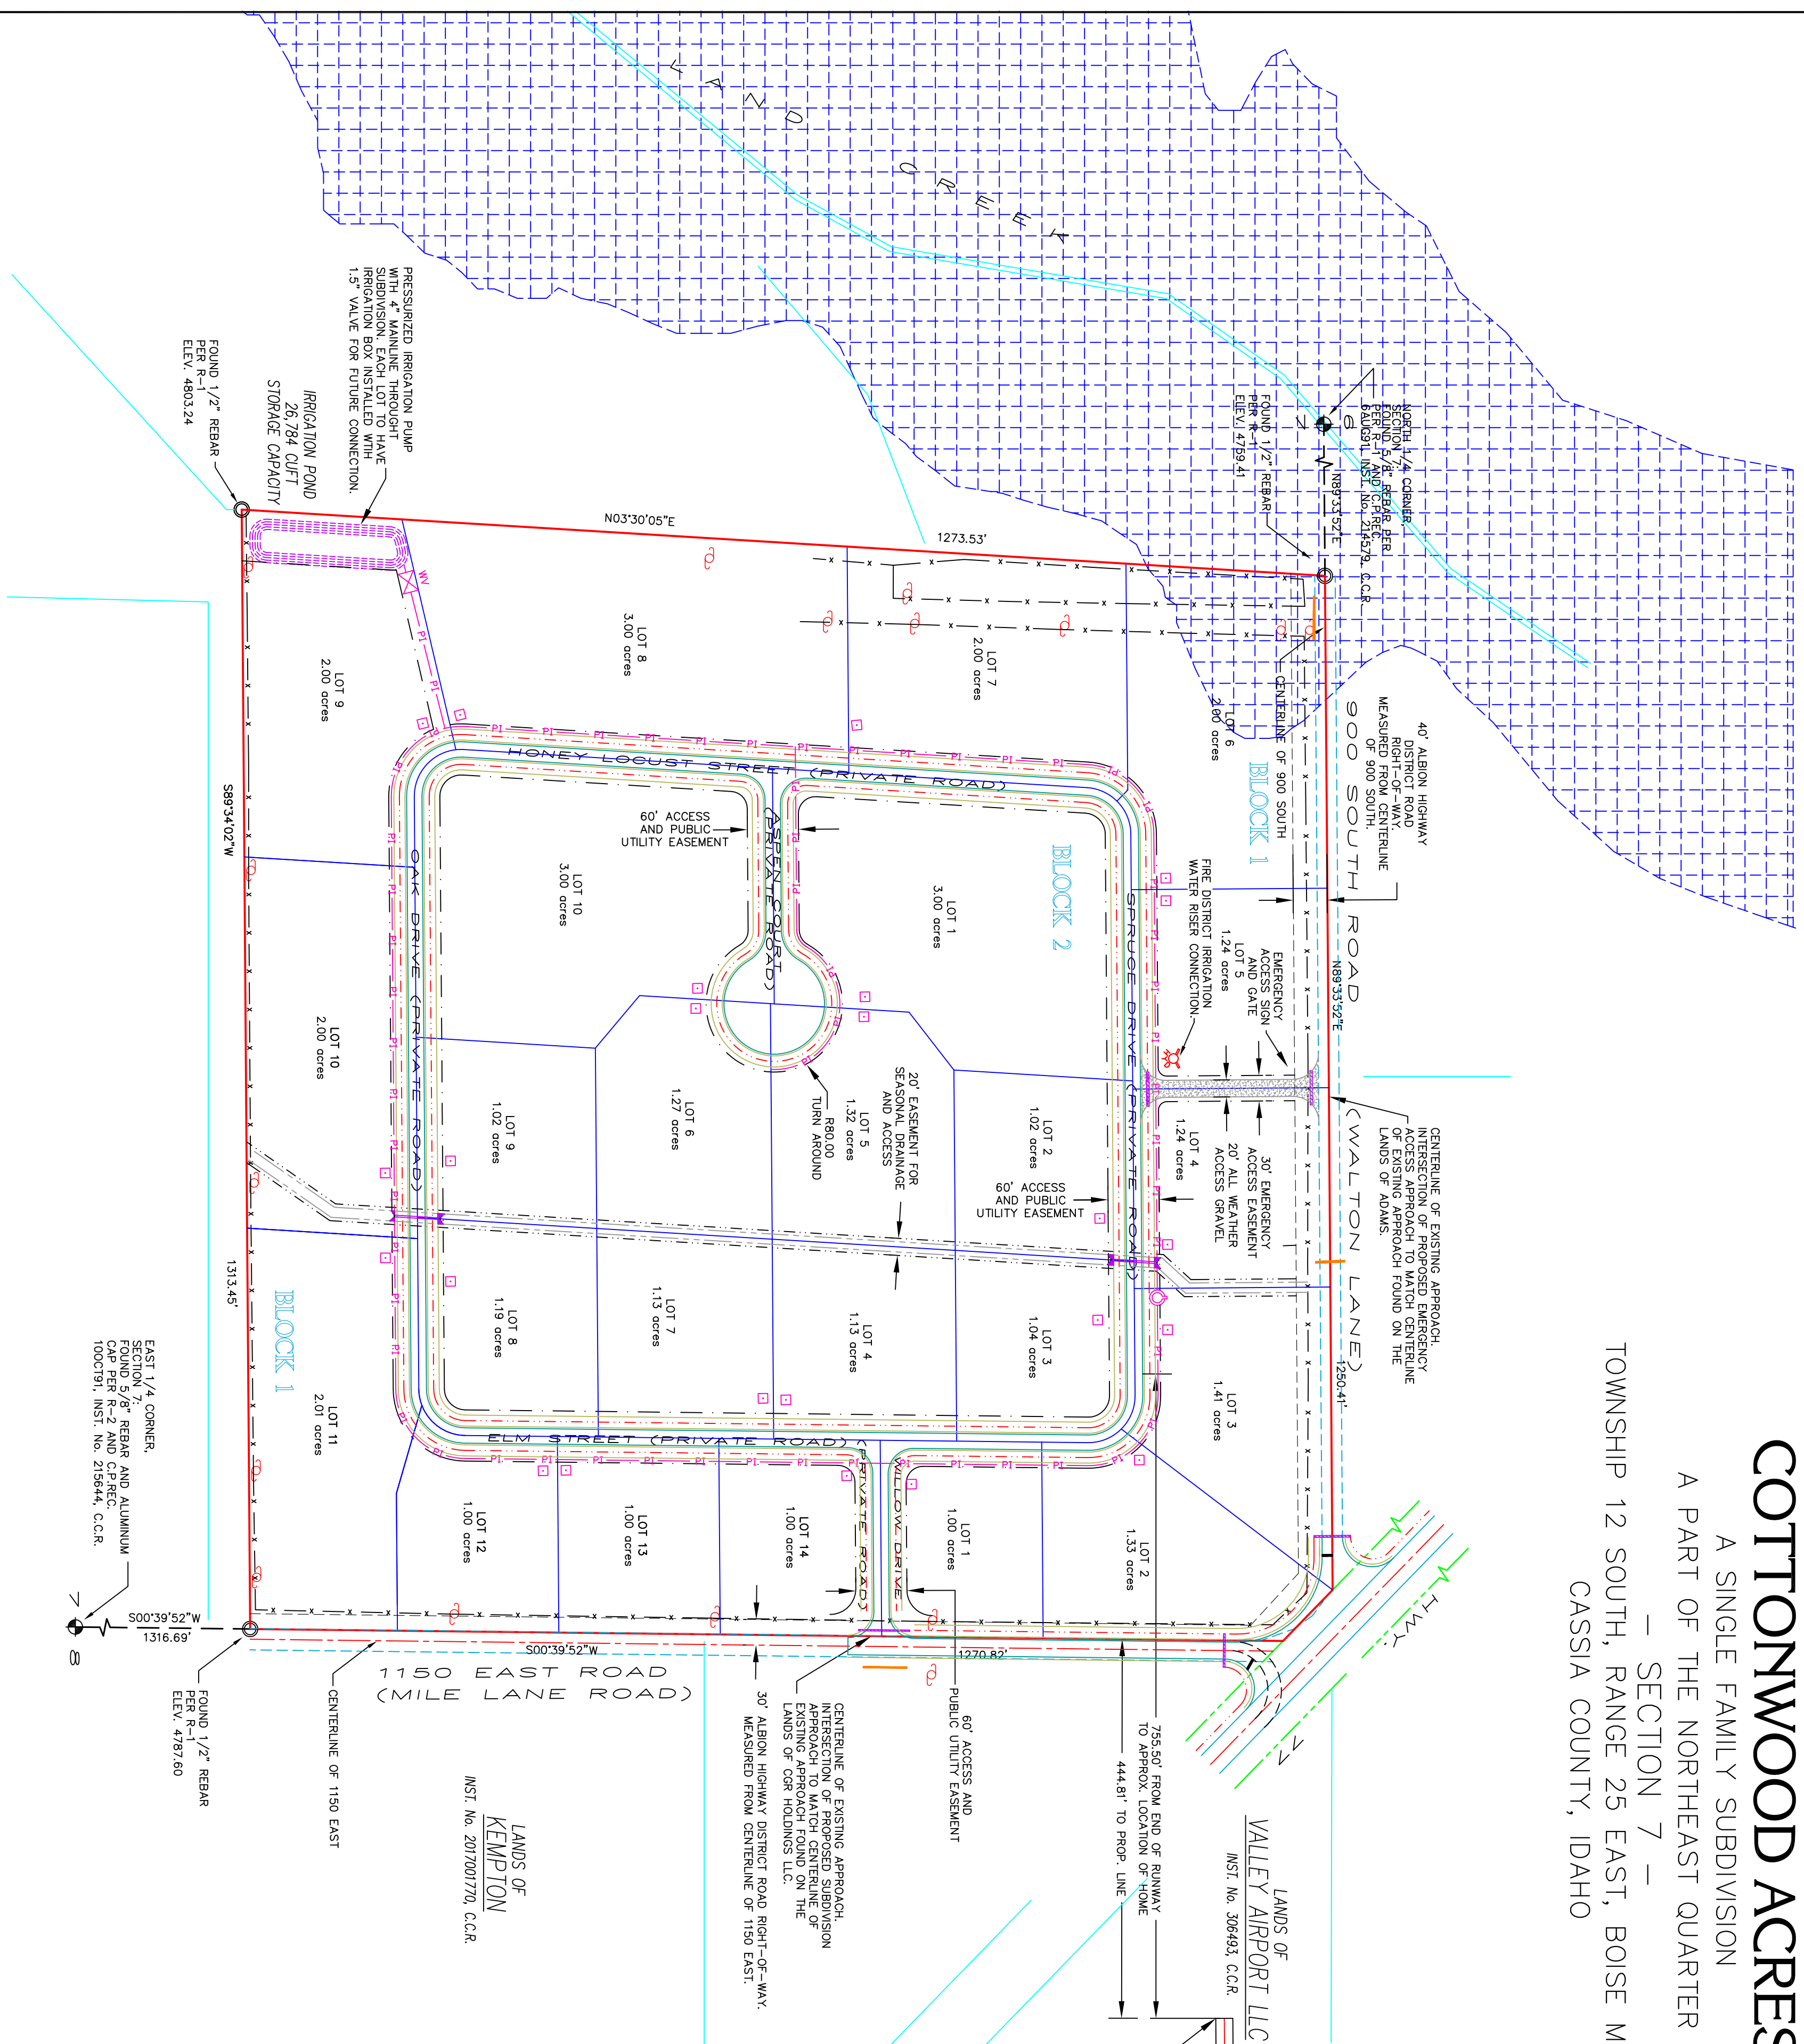 COTTONWOOD ACRES
A SINGLE FAMILY SUBDIVISION
A PART OF THE NORTHEAST QUARTER
— SECTION 7 —
TOWNSHIP 12 SOUTH, RANGE 25 EAST, BOISE M
CASSIA COUNTY, IDAHO
LAND CREEK
NORTH 1/4 CORNER,
SECTION 7:
FOUND 5/8" REBAR PER
PER R-1 AND C.P.REC.
6AUG91, INST. No. 214579, C.C.R.
6
N89°33'52"E
FOUND 1/2" REBAR
PER R-1
ELEV. 4759.41
CENTERLINE OF 900 SOUTH
40' ALBION HIGHWAY
DISTRICT ROAD
RIGHT-OF-WAY.
MEASURED FROM CENTERLINE
OF 900 SOUTH.
900 SOUTH ROAD
(WALTON LANE)
N89°33'52"E
1250.41'
CENTERLINE OF EXISTING APPROACH.
INTERSECTION OF PROPOSED EMERGENCY
ACCESS APPROACH TO MATCH CENTERLINE
OF EXISTING APPROACH FOUND ON THE
LANDS OF ADAMS.
HWY
77
BLOCK 1
LOT 6
2.00 acres
EMERGENCY
ACCESS SIGN
AND GATE
LOT 5
1.24 acres
FIRE DISTRICT IRRIGATION
WATER RISER CONNECTION.
30' EMERGENCY
ACCESS EASEMENT
20' ALL WEATHER
ACCESS GRAVEL
LOT 4
1.24 acres
LOT 3
1.41 acres
LOT 2
1.33 acres
SPRUCE DRIVE (PRIVATE ROAD)
60' ACCESS
AND PUBLIC
UTILITY EASEMENT
BLOCK 2
LOT 1
3.00 acres
LOT 2
1.02 acres
LOT 3
1.04 acres
LOT 4
1.13 acres
LOT 5
1.32 acres
20' EASEMENT FOR
SEASONAL DRAINAGE
AND ACCESS
R80.00
TURN AROUND
ASPEN COURT
(PRIVATE ROAD)
60' ACCESS
AND PUBLIC
UTILITY EASEMENT
LOT 6
1.27 acres
LOT 7
1.13 acres
LOT 8
1.19 acres
LOT 9
1.02 acres
LOT 10
3.00 acres
HONEY LOCUST STREET (PRIVATE ROAD)
OAK DRIVE (PRIVATE ROAD)
ELM STREET (PRIVATE ROAD)
WILLOW DRIVE
(PRIVATE ROAD)
LOT 7
2.00 acres
LOT 8
3.00 acres
N03°30'05"E
1273.53'
PRESSURIZED IRRIGATION PUMP
WITH 4" MAINLINE THROUGHT
SUBDIVISION. EACH LOT TO HAVE
IRRIGATION BOX INSTALLED WTIH
1.5" VALVE FOR FUTURE CONNECTION.
IRRIGATION POND
26,784 CUFT
STORAGE CAPACITY
FOUND 1/2" REBAR
PER R-1
ELEV. 4803.24
WV
PI
LOT 9
2.00 acres
LOT 10
2.00 acres
LOT 11
2.01 acres
LOT 12
1.00 acres
LOT 13
1.00 acres
LOT 14
1.00 acres
LOT 1
1.00 acres
BLOCK 1
S89°34'02"W
1313.45'
EAST 1/4 CORNER,
SECTION 7:
FOUND 5/8" REBAR AND ALUMINUM
CAP PER R-2 AND C.P.REC.
10OCT91, INST. No. 215644, C.C.R.
7
8
S00°39'52"W
1316.69'
FOUND 1/2" REBAR
PER R-1
ELEV. 4787.60
CENTERLINE OF 1150 EAST
1150 EAST ROAD
(MILE LANE ROAD)
S00°39'52"W
1270.82'
30' ALBION HIGHWAY DISTRICT ROAD RIGHT-OF-WAY.
MEASURED FROM CENTERLINE OF 1150 EAST.
CENTERLINE OF EXISTING APPROACH.
INTERSECTION OF PROPOSED SUBDIVISION
APPROACH TO MATCH CENTERLINE OF
EXISTING APPROACH FOUND ON THE
LANDS OF CGR HOLDINGS LLC.
60' ACCESS AND
PUBLIC UTILITY EASEMENT
755.50' FROM END OF RUNWAY
TO APPROX. LOCATION OF HOME
444.81' TO PROP. LINE
LANDS OF
VALLEY AIRPORT LLC
INST. No. 306493, C.C.R.
LANDS OF
KEMPTON
INST. No. 2017001770, C.C.R.